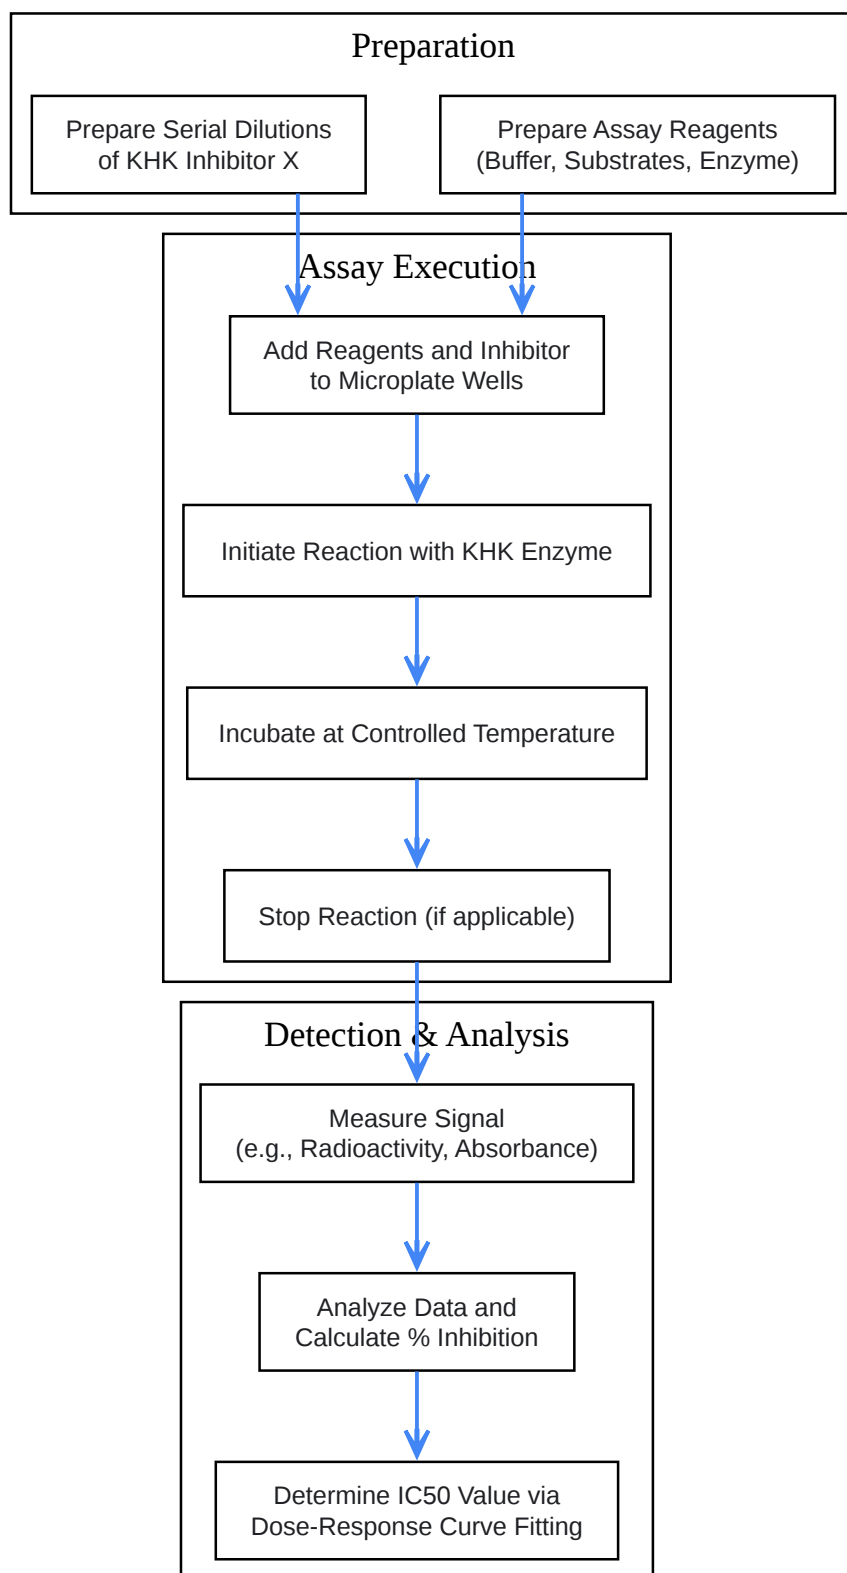 Preparation
Prepare Serial Dilutions
of KHK Inhibitor X
Prepare Assay Reagents
(Buffer, Substrates, Enzyme)
Assay Execution
Add Reagents and Inhibitor
to Microplate Wells
Initiate Reaction with KHK Enzyme
Incubate at Controlled Temperature
Stop Reaction (if applicable)
Detection & Analysis
Measure Signal
(e.g., Radioactivity, Absorbance)
Analyze Data and
Calculate % Inhibition
Determine IC50 Value via
Dose-Response Curve Fitting